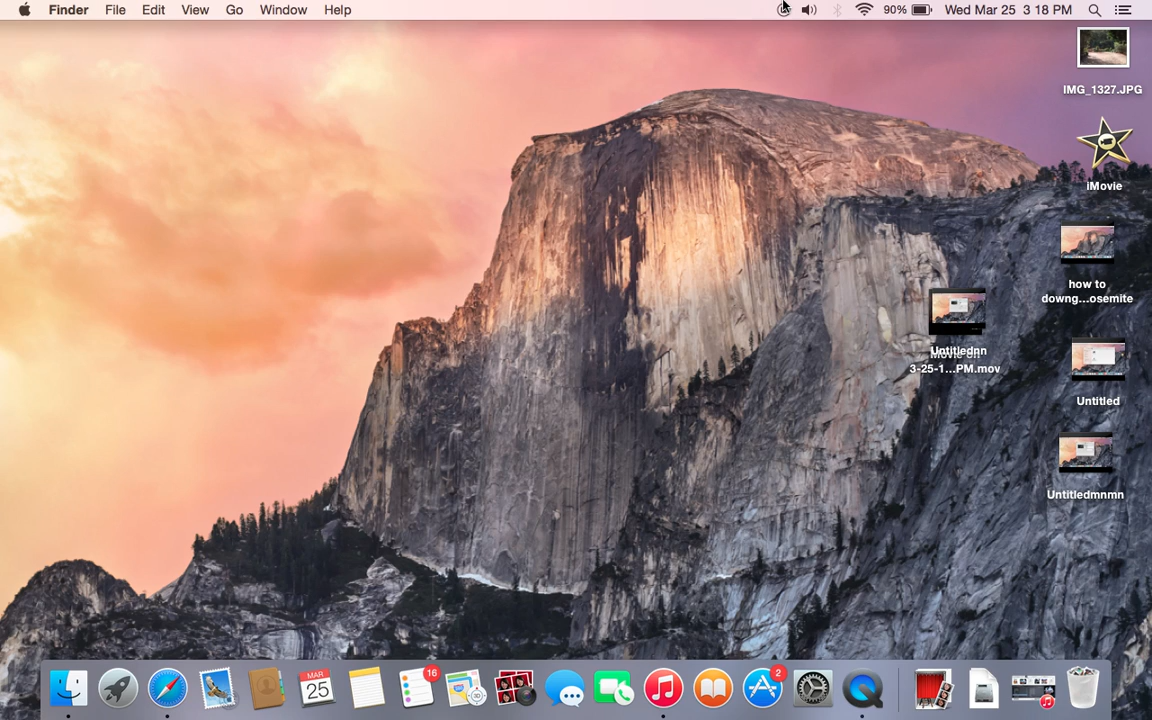 Finder File Edit View Go Window Help 90% Wed Mar 25 3:18 PM
IMG_1327.JPG
iMovie
how to
downg...osemite
Untitlednn
3-25-1...PM.mov
Untitled
Untitledmnmn
16
MAR
25
2